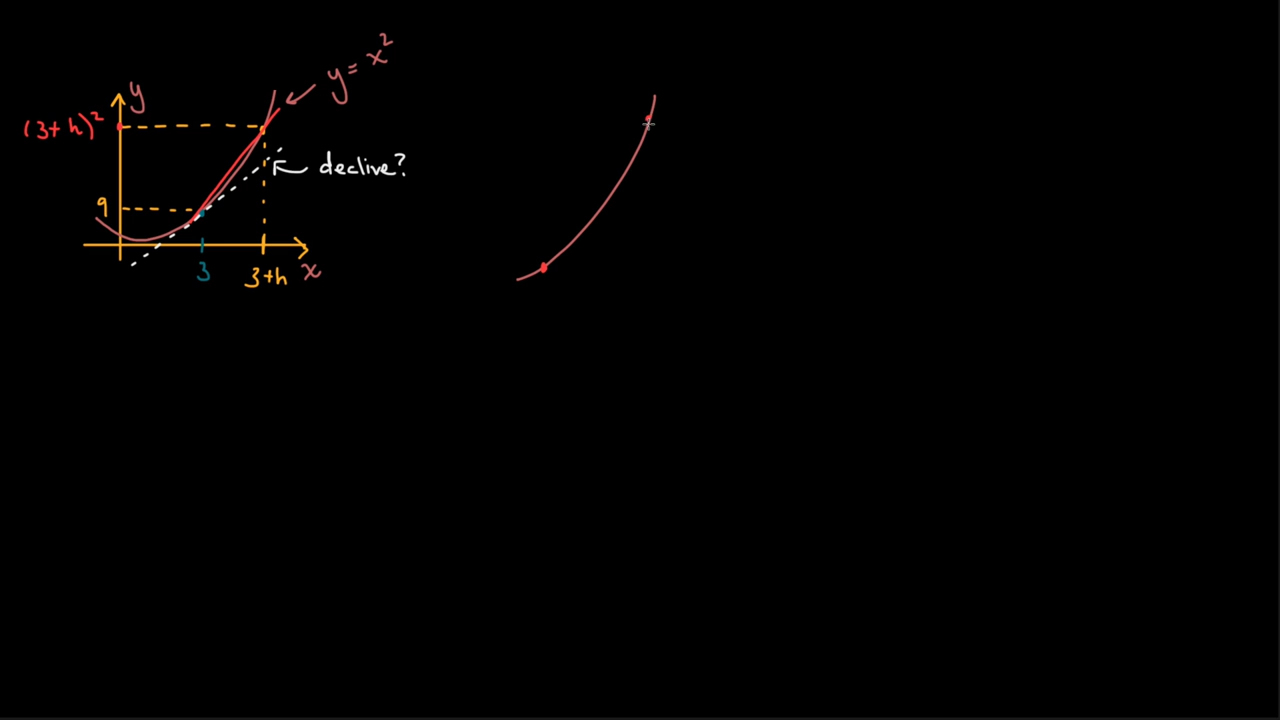 y = x²
y
(3+h)²
declive?
9
3
3+h
x